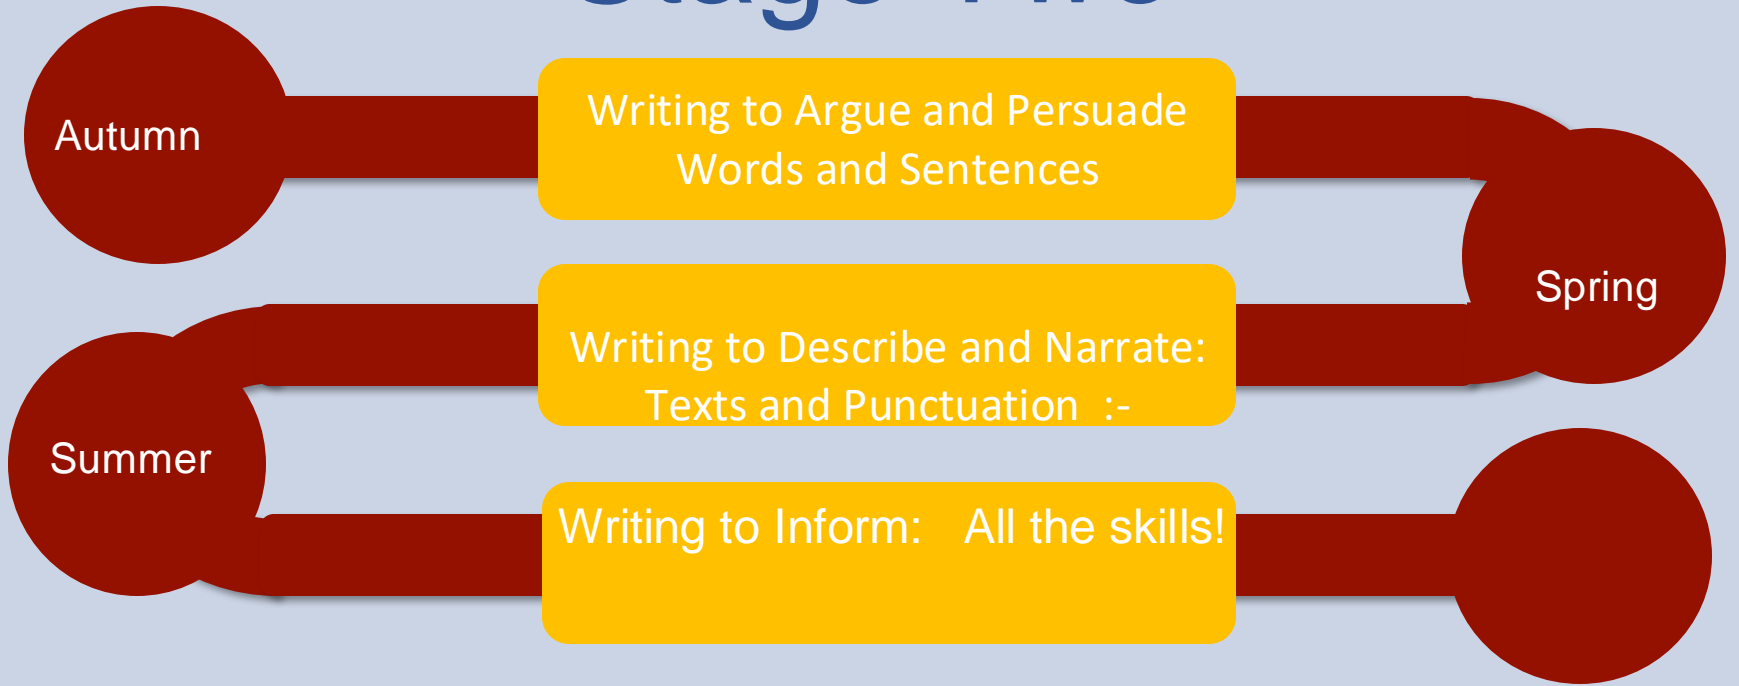 Autumn
Writing to Argue and Persuade
Words and Sentences
Spring
Writing to Describe and Narrate:
Texts and Punctuation  :-
Summer
Writing to Inform:   All the skills!